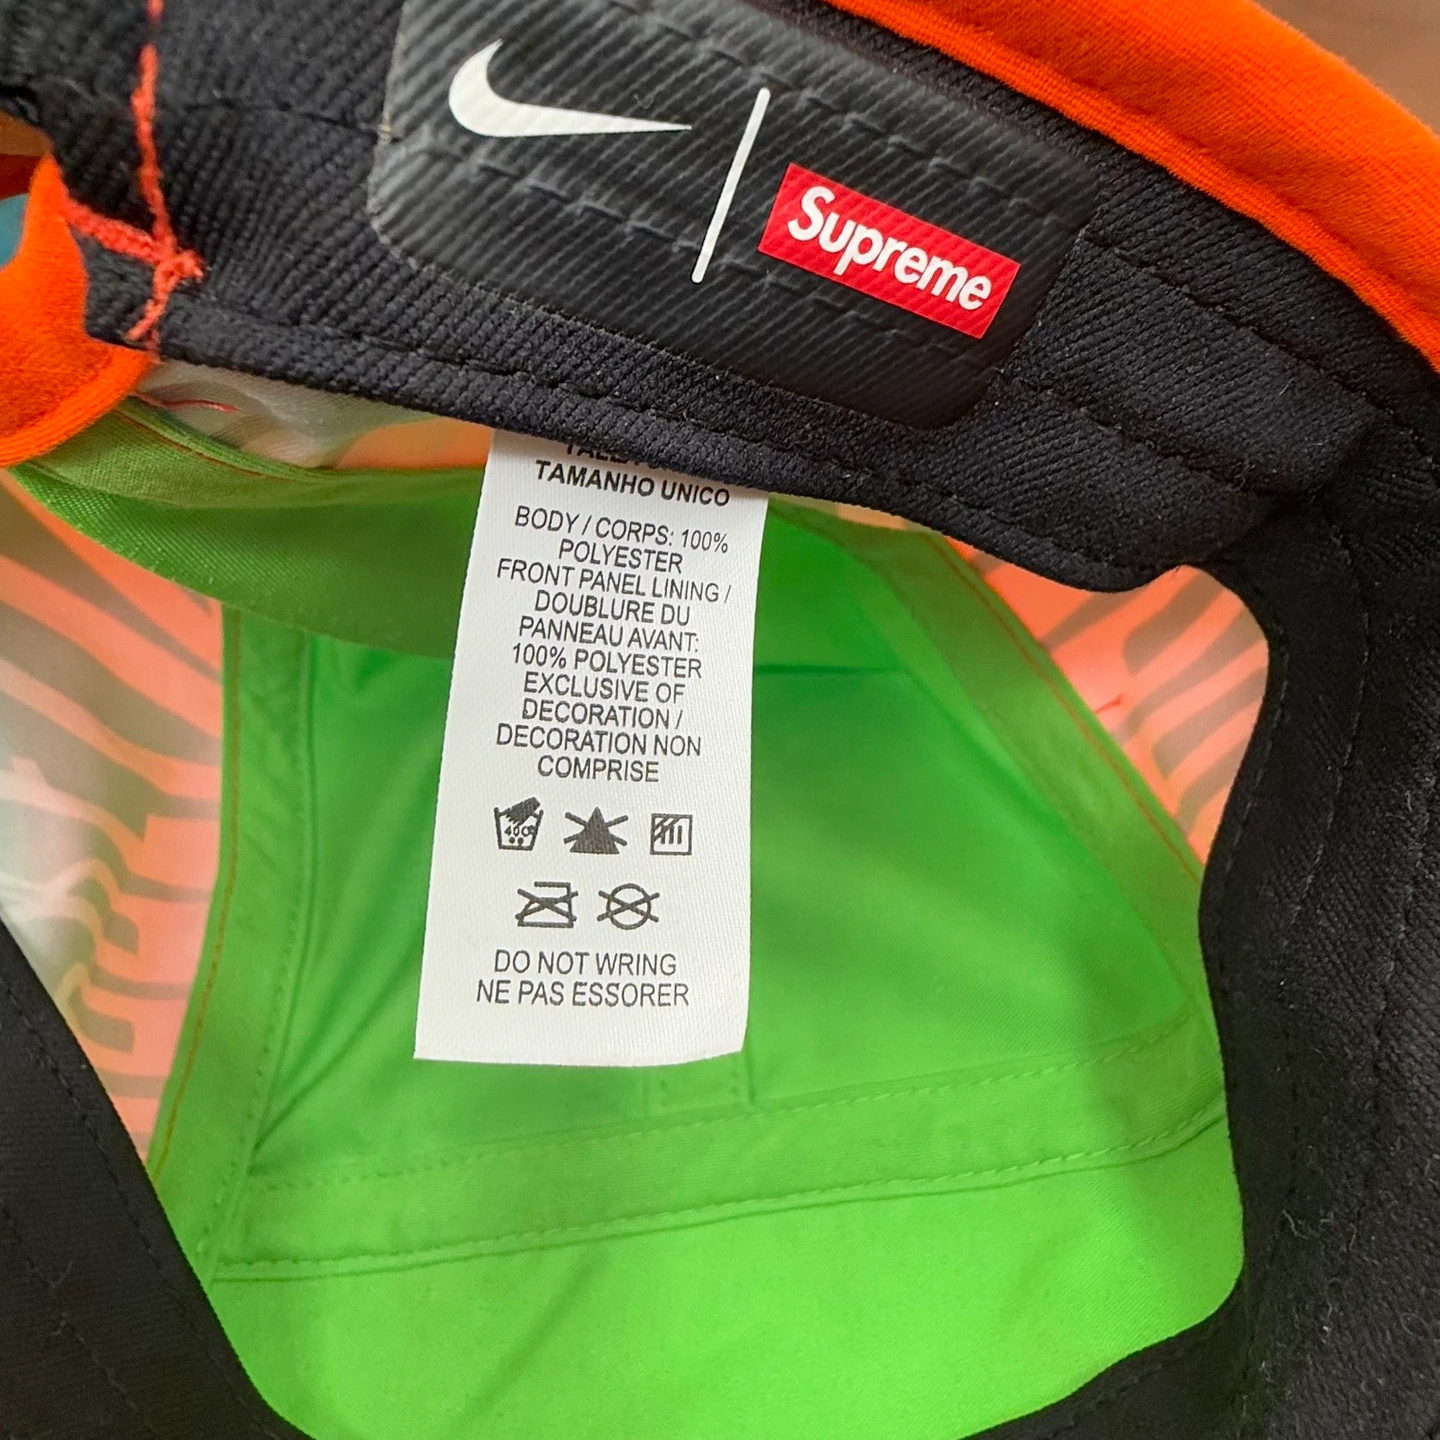 Supreme
TAMANHO UNICO
BODY / CORPS: 100%
POLYESTER
FRONT PANEL LINING /
DOUBLURE DU
PANNEAU AVANT:
100% POLYESTER
EXCLUSIVE OF
DECORATION /
DECORATION NON
COMPRISE
DO NOT WRING
NE PAS ESSORER